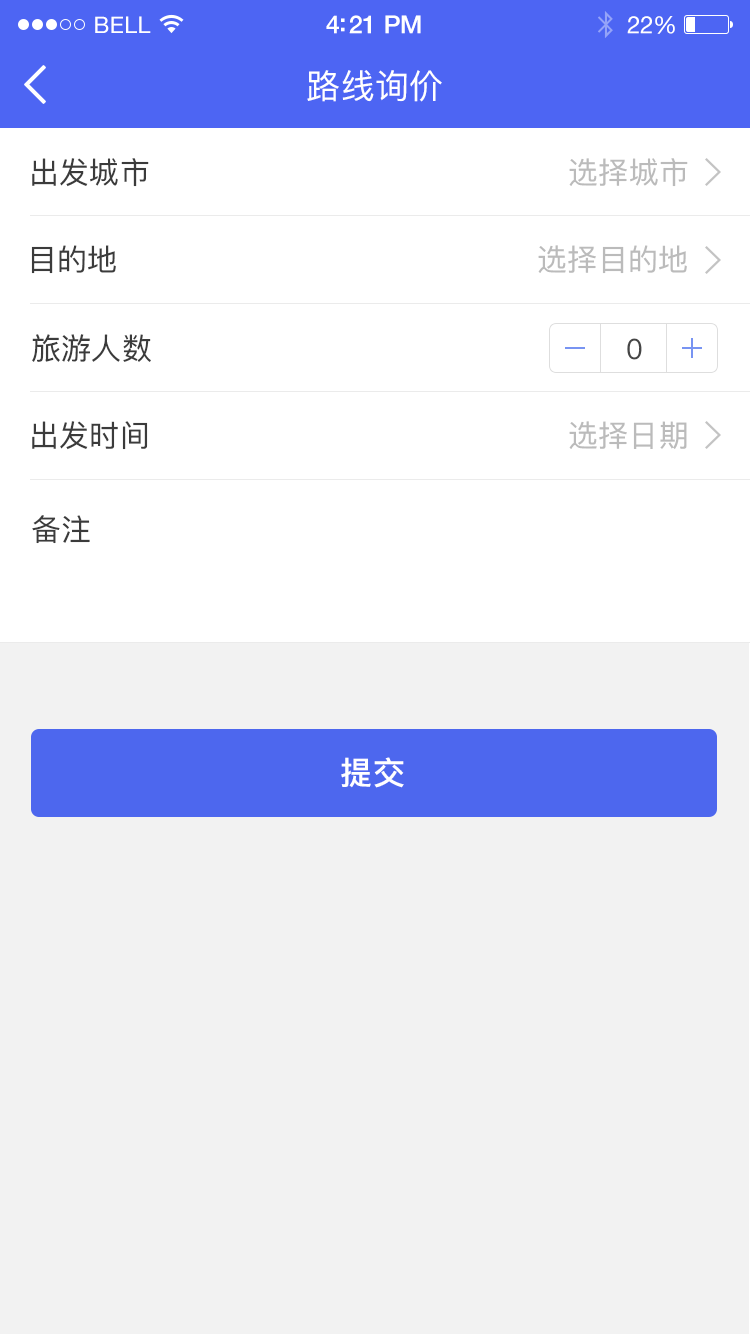 BELL 4:21 PM 22%
路线询价
出发城市 选择城市
目的地 选择目的地
旅游人数 0
出发时间 选择日期
备注
提交